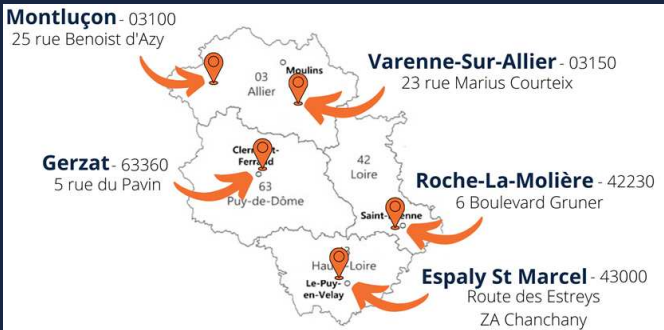 Montluçon - 03100
25 rue Benoist d'Azy
Varenne-Sur-Allier - 03150
23 rue Marius Courteix
Moulins
03
Allier
Gerzat - 63360
5 rue du Pavin
63
Puy-de-Dôme
42
Loire
Roche-La-Molière - 42230
6 Boulevard Gruner
Espaly St Marcel - 43000
Route des Estreys
ZA Chanchany
Le-Puy-
en-Velay